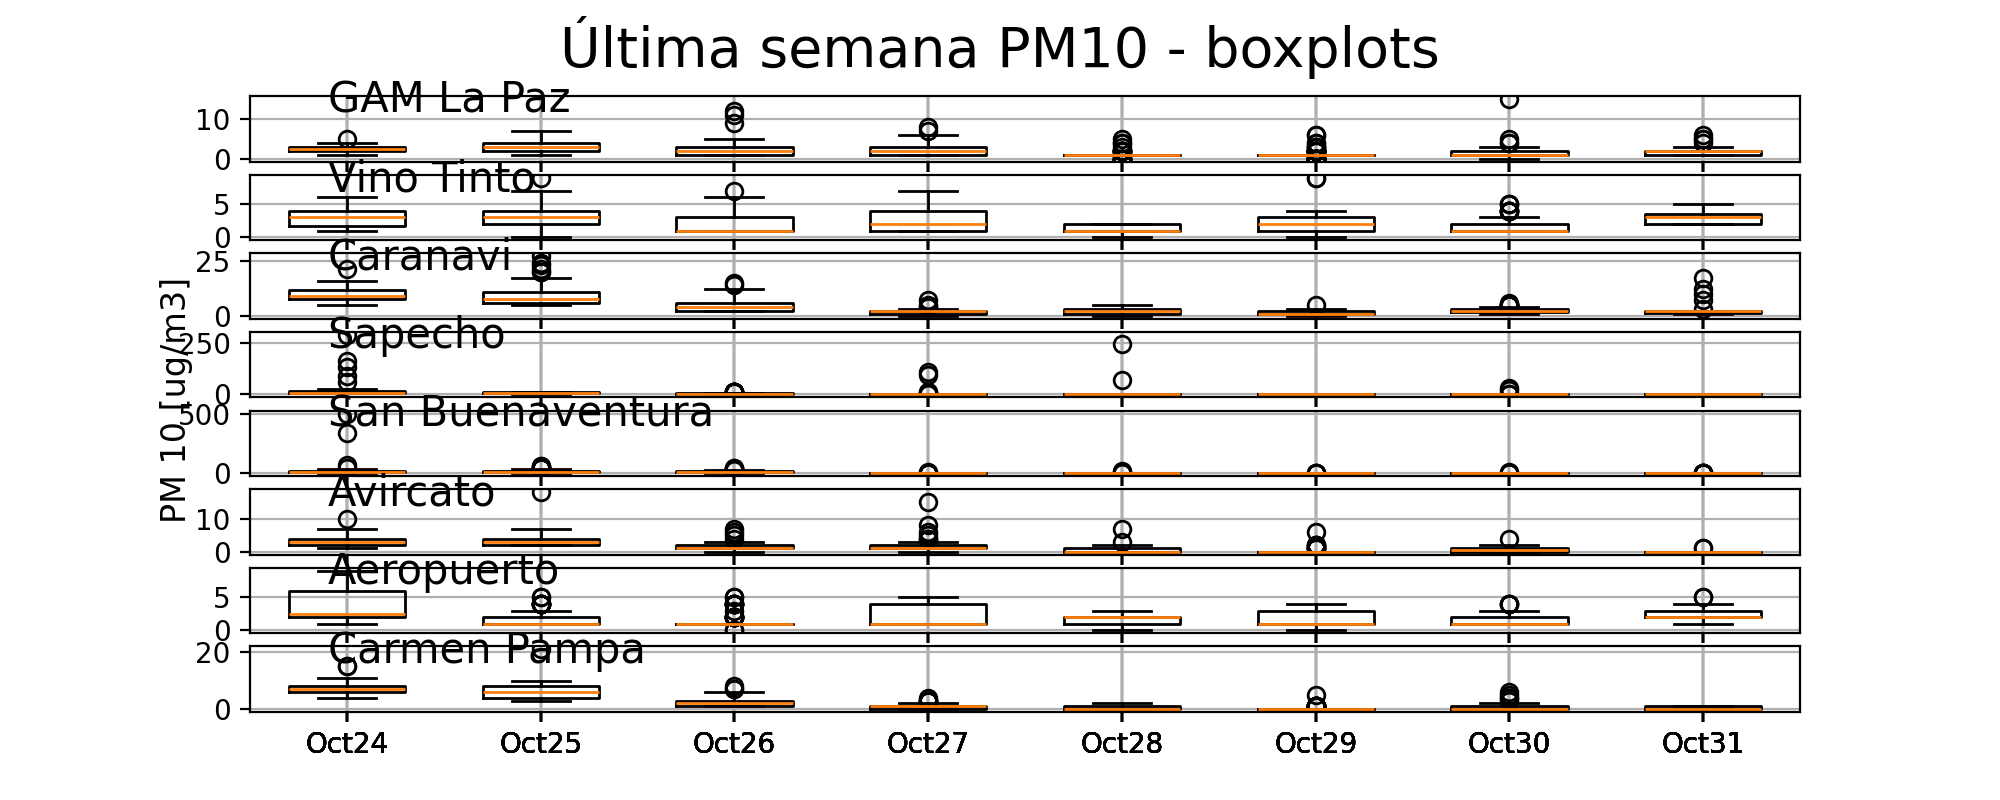 Última semana PM10 - boxplots
GAM La Paz
10
0
Vino Tinto
5
0
Caranavi
25
0
Sapecho
250
0
San Buenaventura
500
0
Avircato
10
0
Aeropuerto
5
0
Carmen Pampa
20
0
PM 10 [ug/m3]
Oct24 Oct25 Oct26 Oct27 Oct28 Oct29 Oct30 Oct31